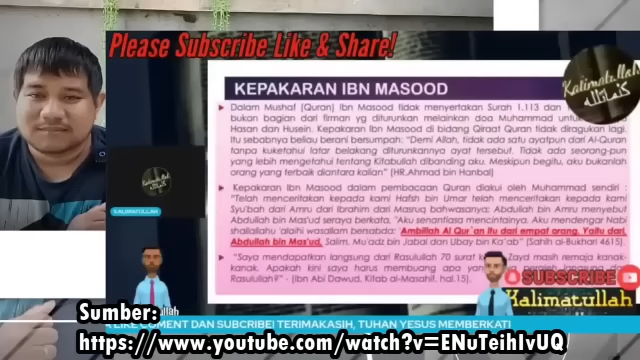 Please Subscribe Like & Share!
KEPAKARAN IBN MASOOD
Kalimatullah
Dalam Mushaf (Quran) Ibn Masood tidak menyertakan Surah 1,113 dan
bukan bagian dari firman yg diturunkan melainkan doa Muhammad untuk
Hasan dan Husein. Kepakaran Ibn Masood di bidang Qiraat Quran tidak diragukan lagi.
Itu sebabnya beliau berani bersumpah: "Demi Allah, tidak ada satu ayatpun dari Al-Quran
tanpa kuketahui latar belakang diturunkannya ayat tersebut. Tidak ada seorang-pun
yang lebih mengetahui tentang Kitabullah dibanding aku. Meskipun begitu, aku bukanlah
orang yang terbaik diantara kalian" (HR.Ahmad bin Hanbal)
Kepakaran Ibn Masood dalam pembacaan Quran diakui oleh Muhammad sendiri :
"Telah menceritakan kepada kami Hafsh bin Umar telah menceritakan kepada kami
Syu'bah dari Amru dari Ibrahim dari Masruq bahwasanya; Abdullah bin Amru menyebut
Abdullah bin Mas'ud seraya berkata, "Aku senantiasa mencintainya. Aku mendengar Nabi
shallallahu 'alaihi wasallam bersabda: 'Ambillah Al Qur`an itu dari empat orang. Yaitu dari,
Abdullah bin Mas'ud, Salim, Mu'adz bin Jabal dan Ubay bin Ka'ab" (Sahih al-Bukhari 4615).
"Saya mendapatkan langsung dari Rasulullah 70 surat Zaid masih remaja kanak-
kanak. Apakah kini saya harus membuang apa
Rasulullah?" - (Ibn Abi Dawud, Kitab al-Masahif, hal.15).
KALIMATULLAH
SUBSCRIBE
Kalimatullah
LIKE COMENT DAN SUBCRIBE TERIMAKASIH, TUHAN YESUS MEMBERKATI
Sumber:
https://www.youtube.com/watch?v=ENuTeihIvUQ